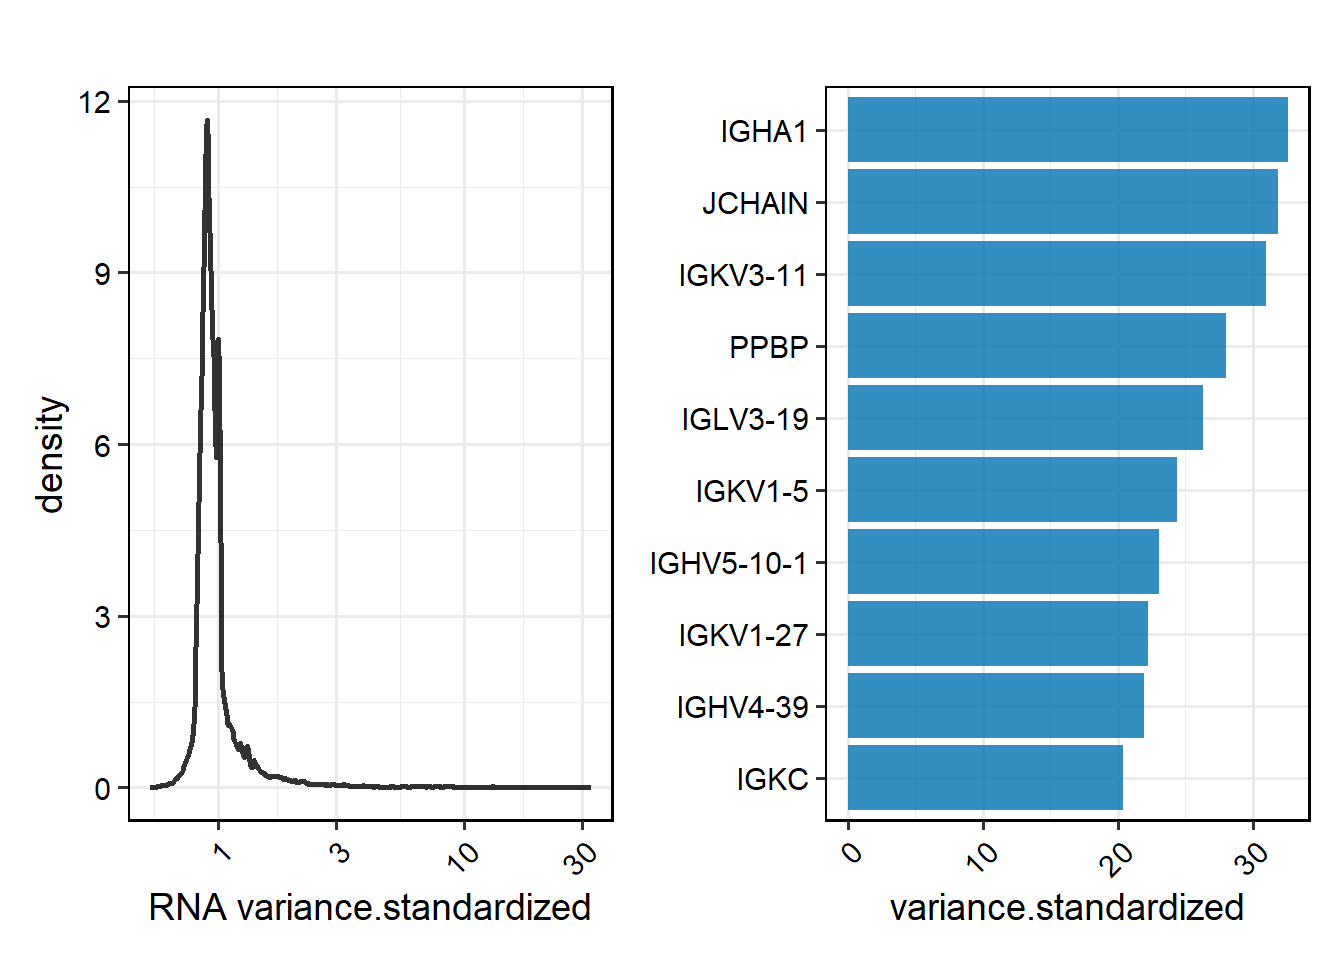 density
12
9
6
3
0
1
3
10
30
RNA variance.standardized
IGHA1
JCHAIN
IGKV3-11
PPBP
IGLV3-19
IGKV1-5
IGHV5-10-1
IGKV1-27
IGHV4-39
IGKC
0
10
20
30
variance.standardized